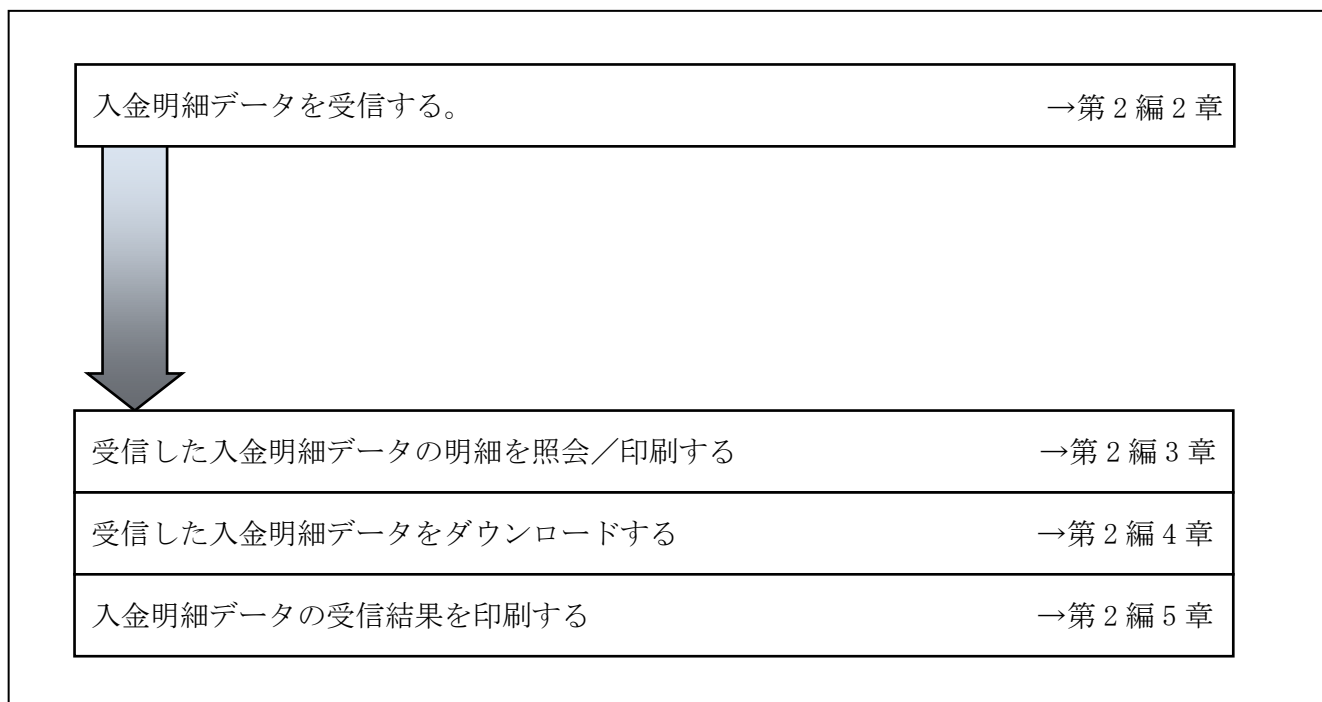 入金明細データを受信する。 →第2編2章
受信した入金明細データの明細を照会／印刷する →第2編3章
受信した入金明細データをダウンロードする →第2編4章
入金明細データの受信結果を印刷する →第2編5章